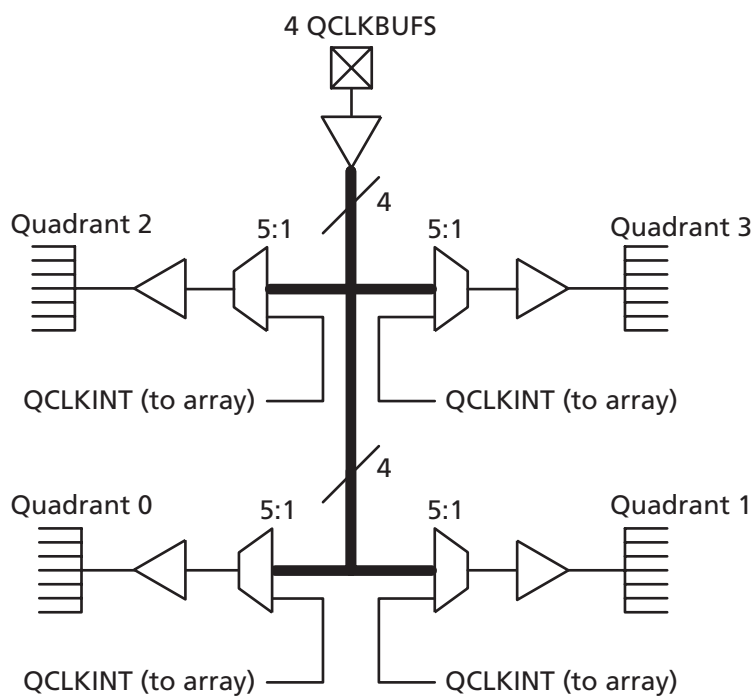 4 QCLKBUFS
4
Quadrant 2
5:1
5:1
Quadrant 3
QCLKINT (to array)
QCLKINT (to array)
4
Quadrant 0
5:1
5:1
Quadrant 1
QCLKINT (to array)
QCLKINT (to array)